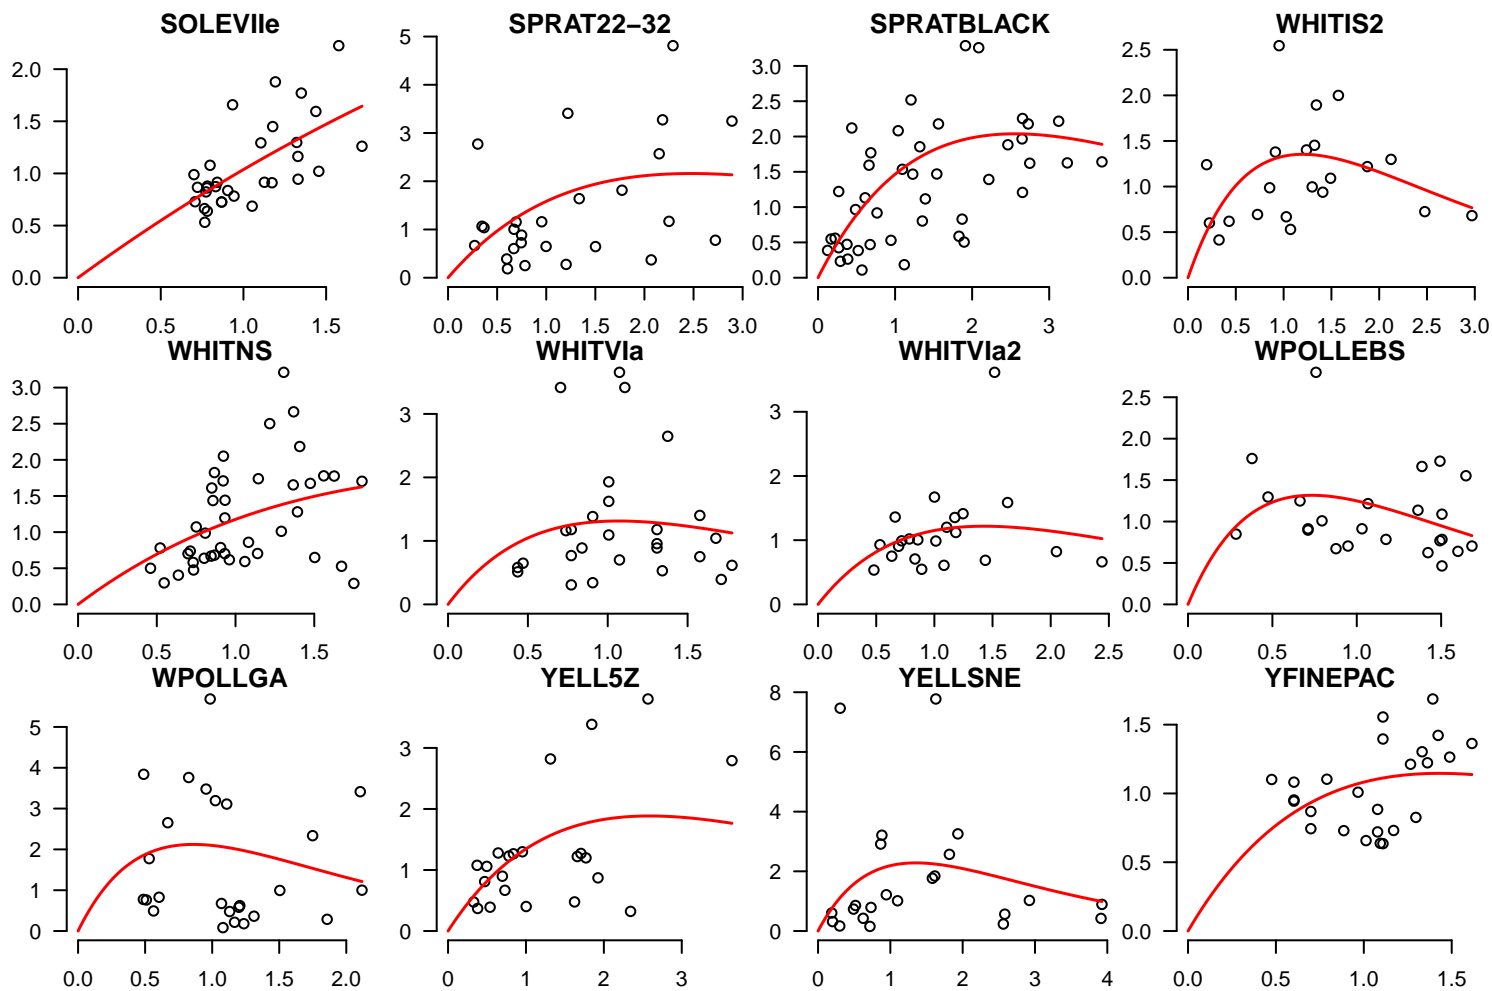 SOLEVIIe SPRAT22−32 SPRATBLACK WHITIS2
2.0 1.5 1.0 0.5 0.0
0.0 0.5 1.0 1.5
5 4 3 2 1 0
0.0 0.5 1.0 1.5 2.0 2.5 3.0
3.0 2.5 2.0 1.5 1.0 0.5 0.0
0 1 2 3
2.5 2.0 1.5 1.0 0.5 0.0
0.0 0.5 1.0 1.5 2.0 2.5 3.0
WHITNS WHITVIa WHITVIa2 WPOLLEBS
3.0 2.5 2.0 1.5 1.0 0.5 0.0
0.0 0.5 1.0 1.5
3 2 1 0
0.0 0.5 1.0 1.5
3 2 1 0
0.0 0.5 1.0 1.5 2.0 2.5
2.5 2.0 1.5 1.0 0.5 0.0
0.0 0.5 1.0 1.5
WPOLLGA YELL5Z YELLSNE YFINEPAC
5 4 3 2 1 0
0.0 0.5 1.0 1.5 2.0
3 2 1 0
0 1 2 3
8 6 4 2 0
0 1 2 3 4
1.5 1.0 0.5 0.0
0.0 0.5 1.0 1.5